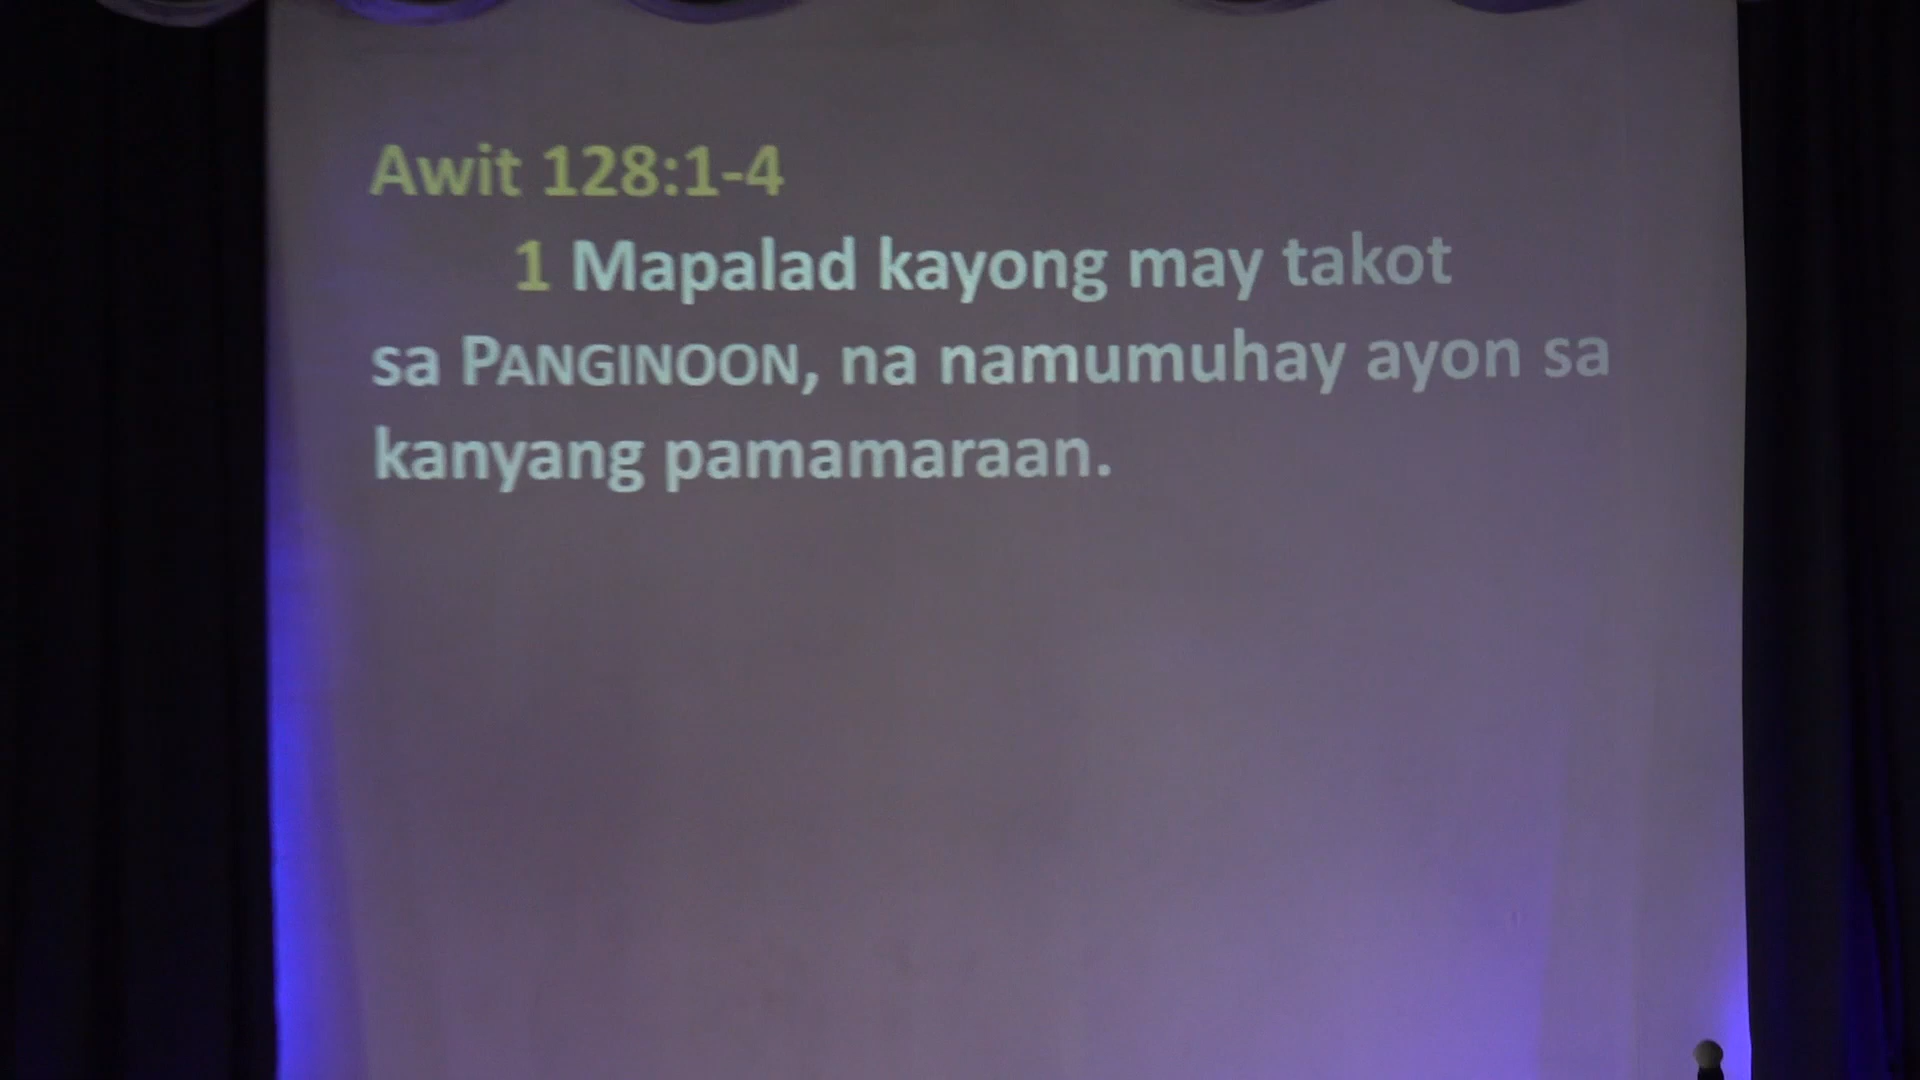 Awit 128:1-4
1 Mapalad kayong may takot
sa PANGINOON, na namumuhay ayon sa
kanyang pamamaraan.